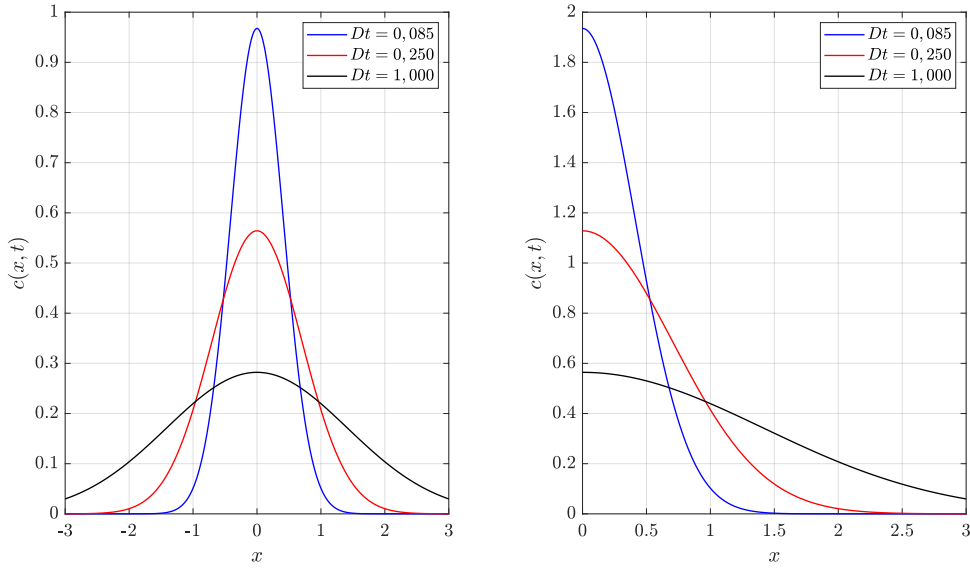 1
0.9
0.8
0.7
0.6
0.5
0.4
0.3
0.2
0.1
0
c(x, t)
-3 -2 -1 0 1 2 3
x
Dt = 0, 085
Dt = 0, 250
Dt = 1, 000
2
1.8
1.6
1.4
1.2
1
0.8
0.6
0.4
0.2
0
c(x, t)
0 0.5 1 1.5 2 2.5 3
x
Dt = 0, 085
Dt = 0, 250
Dt = 1, 000